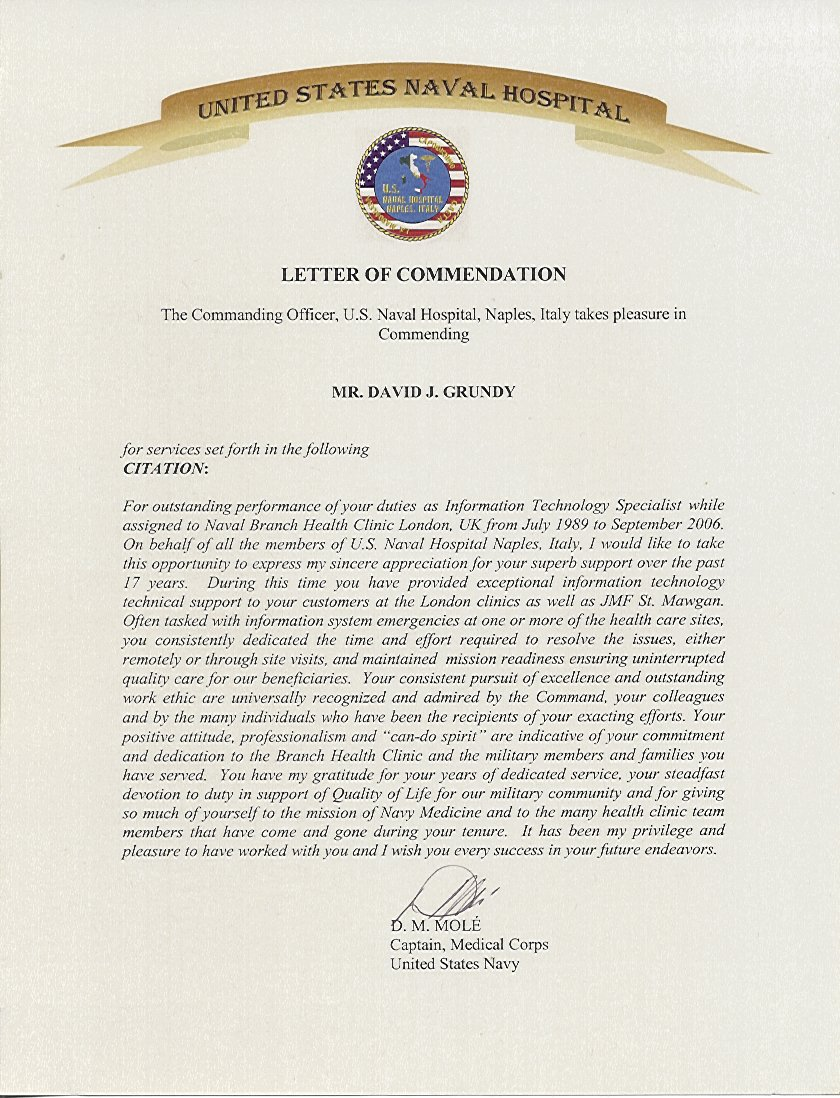 UNITED STATES NAVAL HOSPITAL
U.S.
NAVAL HOSPITAL
NAPLES, ITALY
LETTER OF COMMENDATION
The Commanding Officer, U.S. Naval Hospital, Naples, Italy takes pleasure in
Commending
MR. DAVID J. GRUNDY
for services set forth in the following
CITATION:
For outstanding performance of your duties as Information Technology Specialist while
assigned to Naval Branch Health Clinic London, UK from July 1989 to September 2006.
On behalf of all the members of U.S. Naval Hospital Naples, Italy, I would like to take
this opportunity to express my sincere appreciation for your superb support over the past
17 years. During this time you have provided exceptional information technology
technical support to your customers at the London clinics as well as JMF St. Mawgan.
Often tasked with information system emergencies at one or more of the health care sites,
you consistently dedicated the time and effort required to resolve the issues, either
remotely or through site visits, and maintained mission readiness ensuring uninterrupted
quality care for our beneficiaries. Your consistent pursuit of excellence and outstanding
work ethic are universally recognized and admired by the Command, your colleagues
and by the many individuals who have been the recipients of your exacting efforts. Your
positive attitude, professionalism and “can-do spirit” are indicative of your commitment
and dedication to the Branch Health Clinic and the military members and families you
have served. You have my gratitude for your years of dedicated service, your steadfast
devotion to duty in support of Quality of Life for our military community and for giving
so much of yourself to the mission of Navy Medicine and to the many health clinic team
members that have come and gone during your tenure. It has been my privilege and
pleasure to have worked with you and I wish you every success in your future endeavors.
D. M. MOLÉ
Captain, Medical Corps
United States Navy